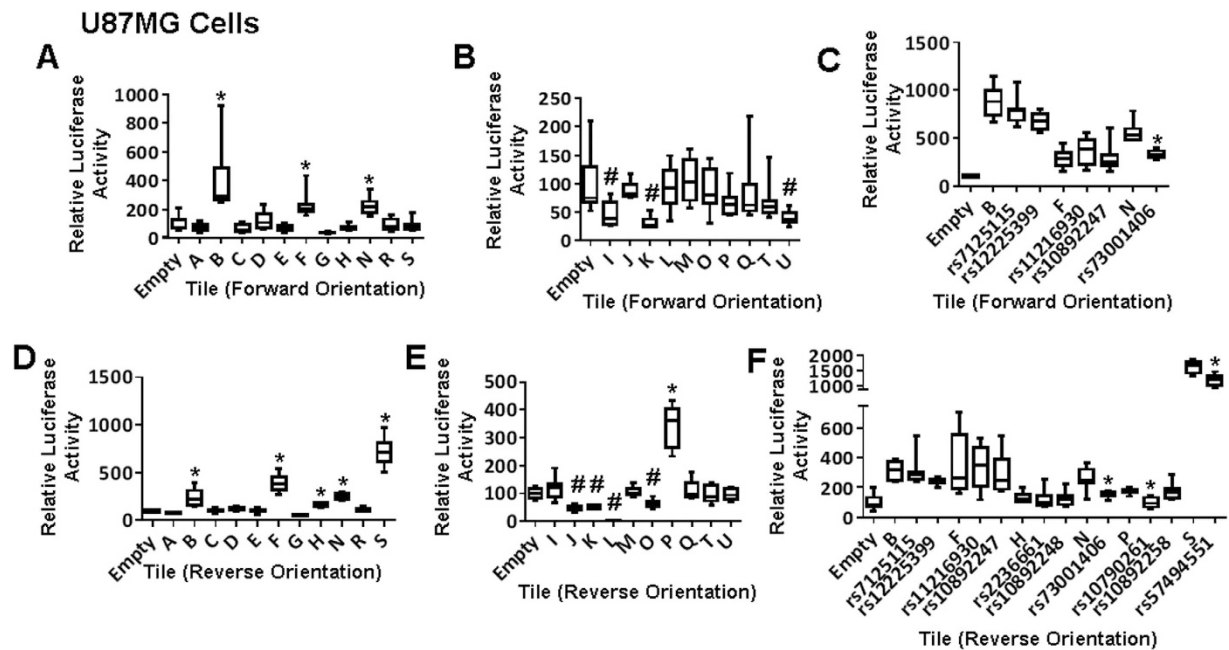 U87MG Cells
A
Relative Luciferase
Activity
1000
800
600
400
200
0
*
*
*
Empty
A
B
C
D
E
F
G
H
N
R
S
Tile (Forward Orientation)
B
Relative Luciferase
Activity
250
200
150
100
50
0
#
#
#
Empty
I
J
K
L
M
O
P
Q
T
U
Tile (Forward Orientation)
C
Relative Luciferase
Activity
1500
1000
500
0
*
Empty
B
rs7125115
rs12225399
F
rs11216930
rs10892247
N
rs73001406
Tile (Forward Orientation)
D
Relative Luciferase
Activity
1500
1000
500
0
*
*
*
*
*
Empty
A
B
C
D
E
F
G
H
N
R
S
Tile (Reverse Orientation)
E
Relative Luciferase
Activity
500
400
300
200
100
0
# # # # *
Empty
I
J
K
L
M
O
P
Q
T
U
Tile (Reverse Orientation)
F
Relative Luciferase
Activity
2000
1500
1000
600
400
200
0
*
*
*
Empty
B
rs7125115
rs12225399
F
rs11216930
rs10892247
H
rs2236661
rs10892248
N
rs73001406
P
rs10790261
rs10892258
S
rs57494551
Tile (Reverse Orientation)